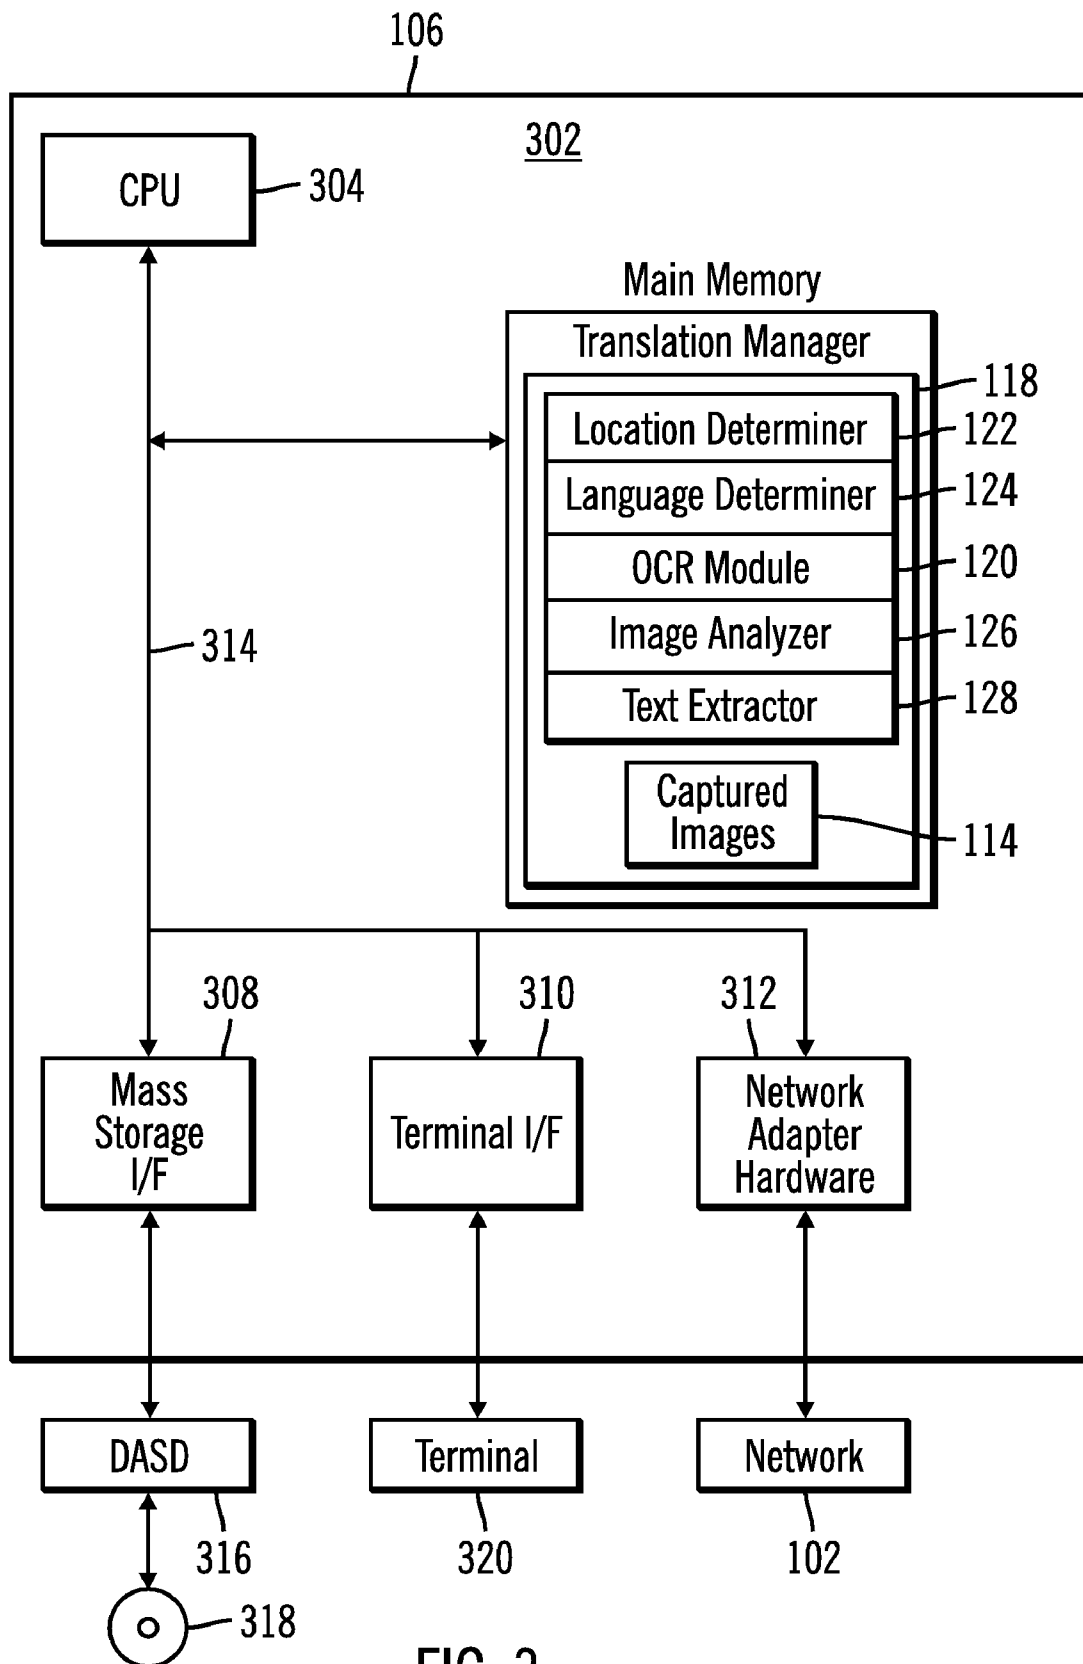 106
302
CPU
304
Main Memory
Translation Manager
118
Location Determiner
122
Language Determiner
124
OCR Module
120
Image Analyzer
126
Text Extractor
128
314
Captured
Images
114
308
310
312
Mass
Storage
I/F
Terminal I/F
Network
Adapter
Hardware
DASD
Terminal
Network
316
320
102
318